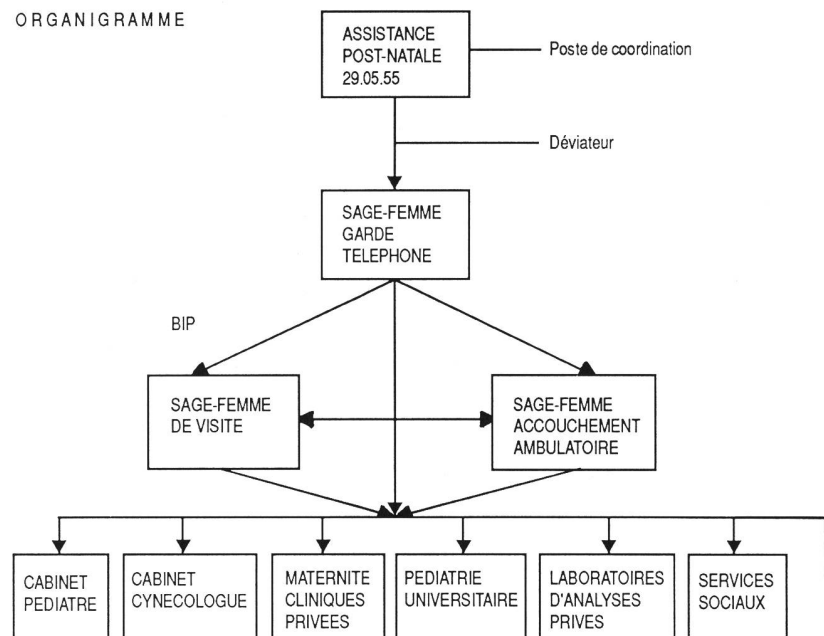 ORGANIGRAMME
ASSISTANCE
POST-NATALE
29.05.55
Poste de coordination
Déviateur
SAGE-FEMME
GARDE
TELEPHONE
BIP
SAGE-FEMME
DE VISITE
SAGE-FEMME
ACCOUCHEMENT
AMBULATOIRE
CABINET
PEDIATRE
CABINET
CYNECOLOGUE
MATERNITE
CLINIQUES
PRIVEES
PEDIATRIE
UNIVERSITAIRE
LABORATOIRES
D'ANALYSES
PRIVES
SERVICES
SOCIAUX